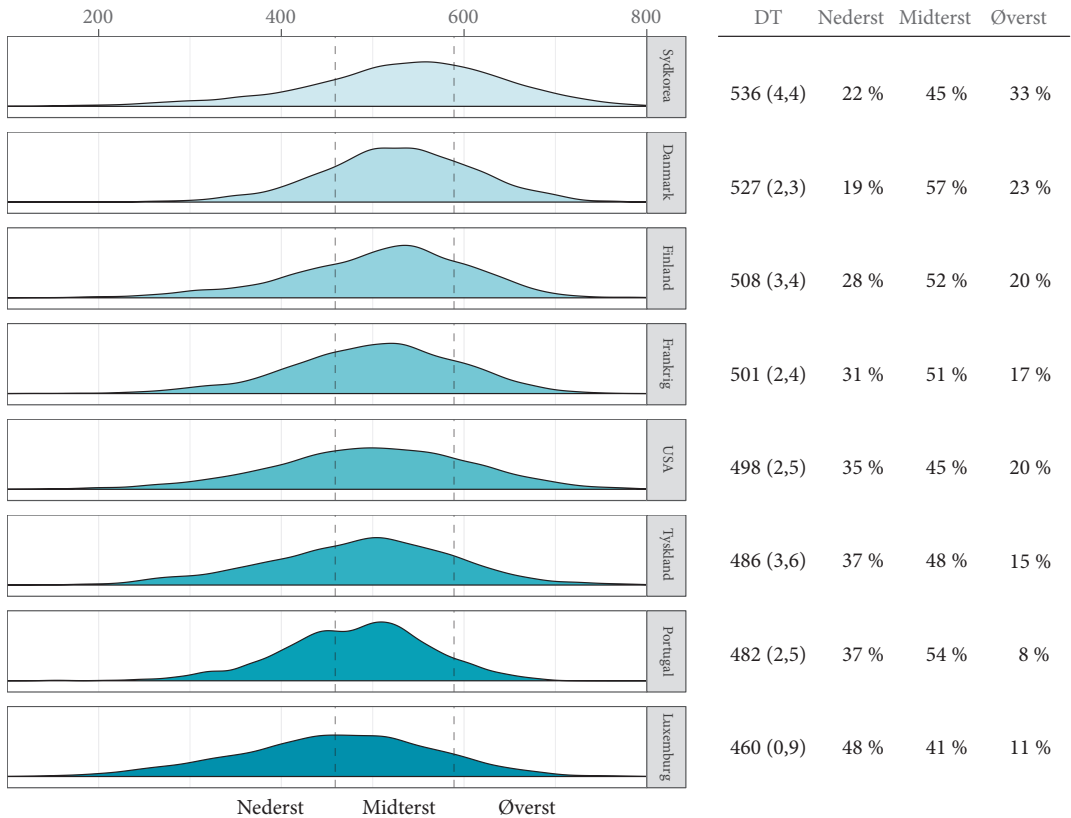 200 400 600 800 DT Nederst Midterst Øverst
Sydkorea 536 (4,4) 22 % 45 % 33 %
Danmark 527 (2,3) 19 % 57 % 23 %
Finland 508 (3,4) 28 % 52 % 20 %
Frankrig 501 (2,4) 31 % 51 % 17 %
USA 498 (2,5) 35 % 45 % 20 %
Tyskland 486 (3,6) 37 % 48 % 15 %
Portugal 482 (2,5) 37 % 54 % 8 %
Luxemburg 460 (0,9) 48 % 41 % 11 %
Nederst Midterst Øverst